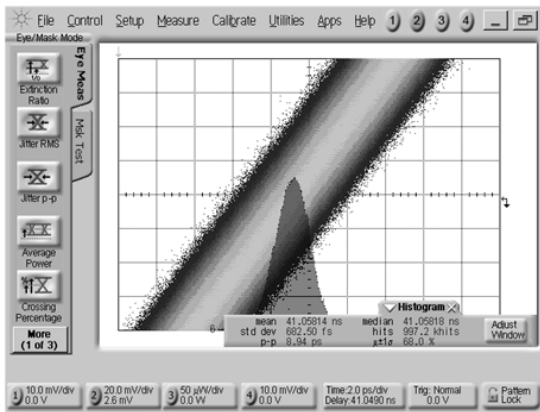 File Control Setup Measure Calibrate Utilities Apps Help 1 2 3 4
Eye/Mask Mode
Eye Meas
Msk Test
Extinction
Ratio
Jitter RMS
Jitter p-p
Average
Power
Crossing
Percentage
More
(1 of 3)
Histogram
mean 41.05814 ns median 41.05818 ns
std dev 682.50 fs hits 997.2 khits
p-p 8.94 ps µ±1σ 68.0 %
Adjust
Window
1 10.0 mV/div
0.0 V
2 20.0 mV/div
2.6 mV
3 50 µW/div
0.0 W
4 10.0 mV/div
0.0 V
Time:2.0 ps/div
Delay:41.0490 ns
Trig: Normal
0.0 V
Pattern
Lock